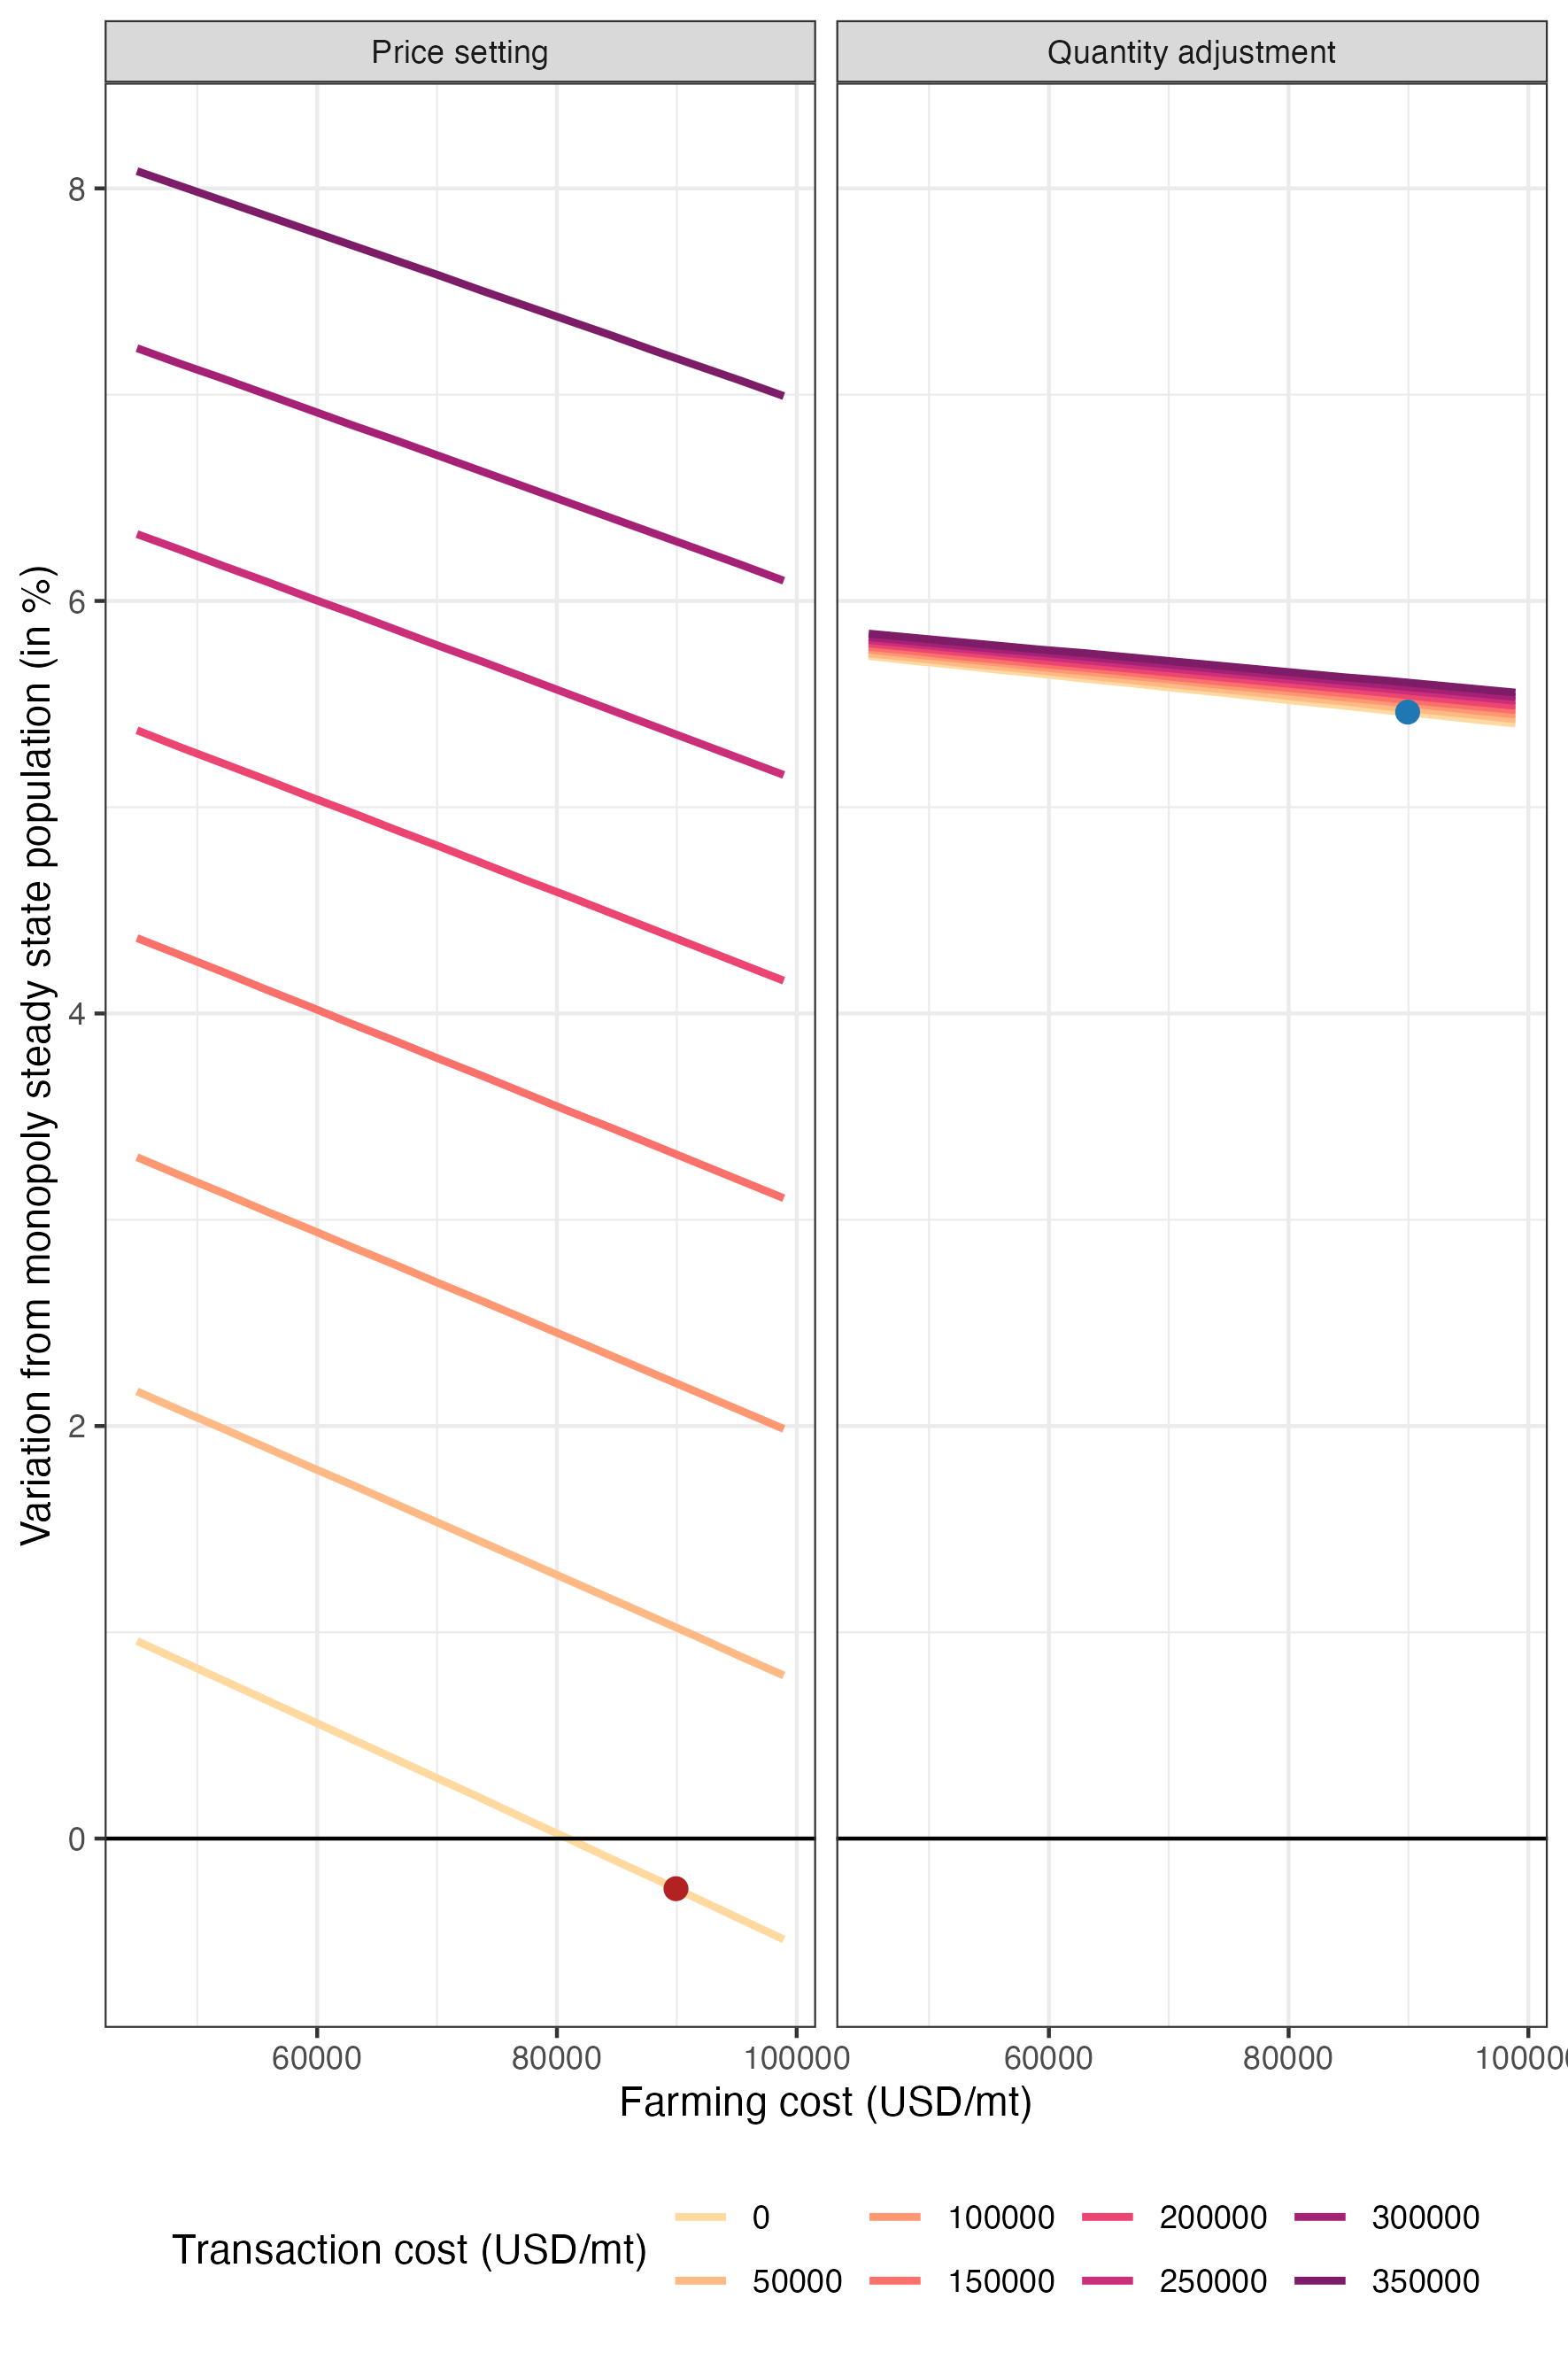 Price setting
Quantity adjustment
Variation from monopoly steady state population (in %)
8
6
4
2
0
60000 80000 100000 60000 80000 10000
Farming cost (USD/mt)
Transaction cost (USD/mt)
0 100000 200000 300000
50000 150000 250000 350000